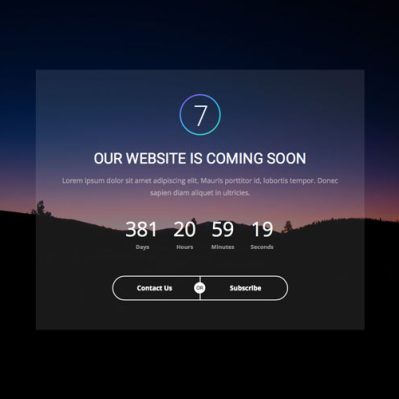 7
OUR WEBSITE IS COMING SOON
Lorem ipsum dolor sit amet adipiscing elit. Mauris porttitor id, lobortis tempor. Donec
sapien diam aliquet in ultricies.
381 20 59 19
Days Hours Minutes Seconds
Contact Us OR Subscribe